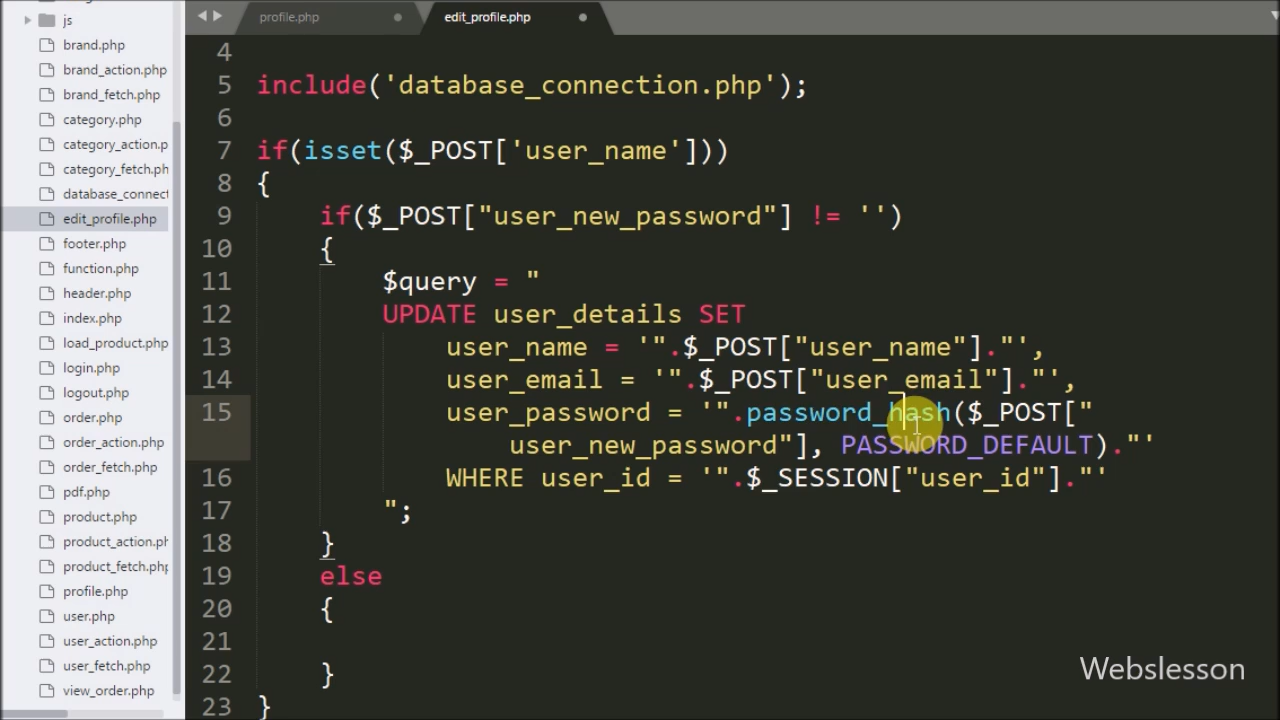 js
brand.php
brand_action.php
brand_fetch.php
category.php
category_action.p
category_fetch.ph
database_connect
edit_profile.php
footer.php
function.php
header.php
index.php
load_product.php
login.php
logout.php
order.php
order_action.php
order_fetch.php
pdf.php
product.php
product_action.ph
product_fetch.php
profile.php
user.php
user_action.php
user_fetch.php
view_order.php
profile.php
edit_profile.php
4
5 include('database_connection.php');
6
7 if(isset($_POST['user_name']))
8 {
9 if($_POST["user_new_password"] != '')
10 {
11 $query = "
12 UPDATE user_details SET
13 user_name = '".$_POST["user_name"]."',
14 user_email = '".$_POST["user_email"]."',
15 user_password = '".password_hash($_POST["
user_new_password"], PASSWORD_DEFAULT)."'
16 WHERE user_id = '".$_SESSION["user_id"]."'
17 ";
18 }
19 else
20 {
21
22 }
23 }
Webslesson